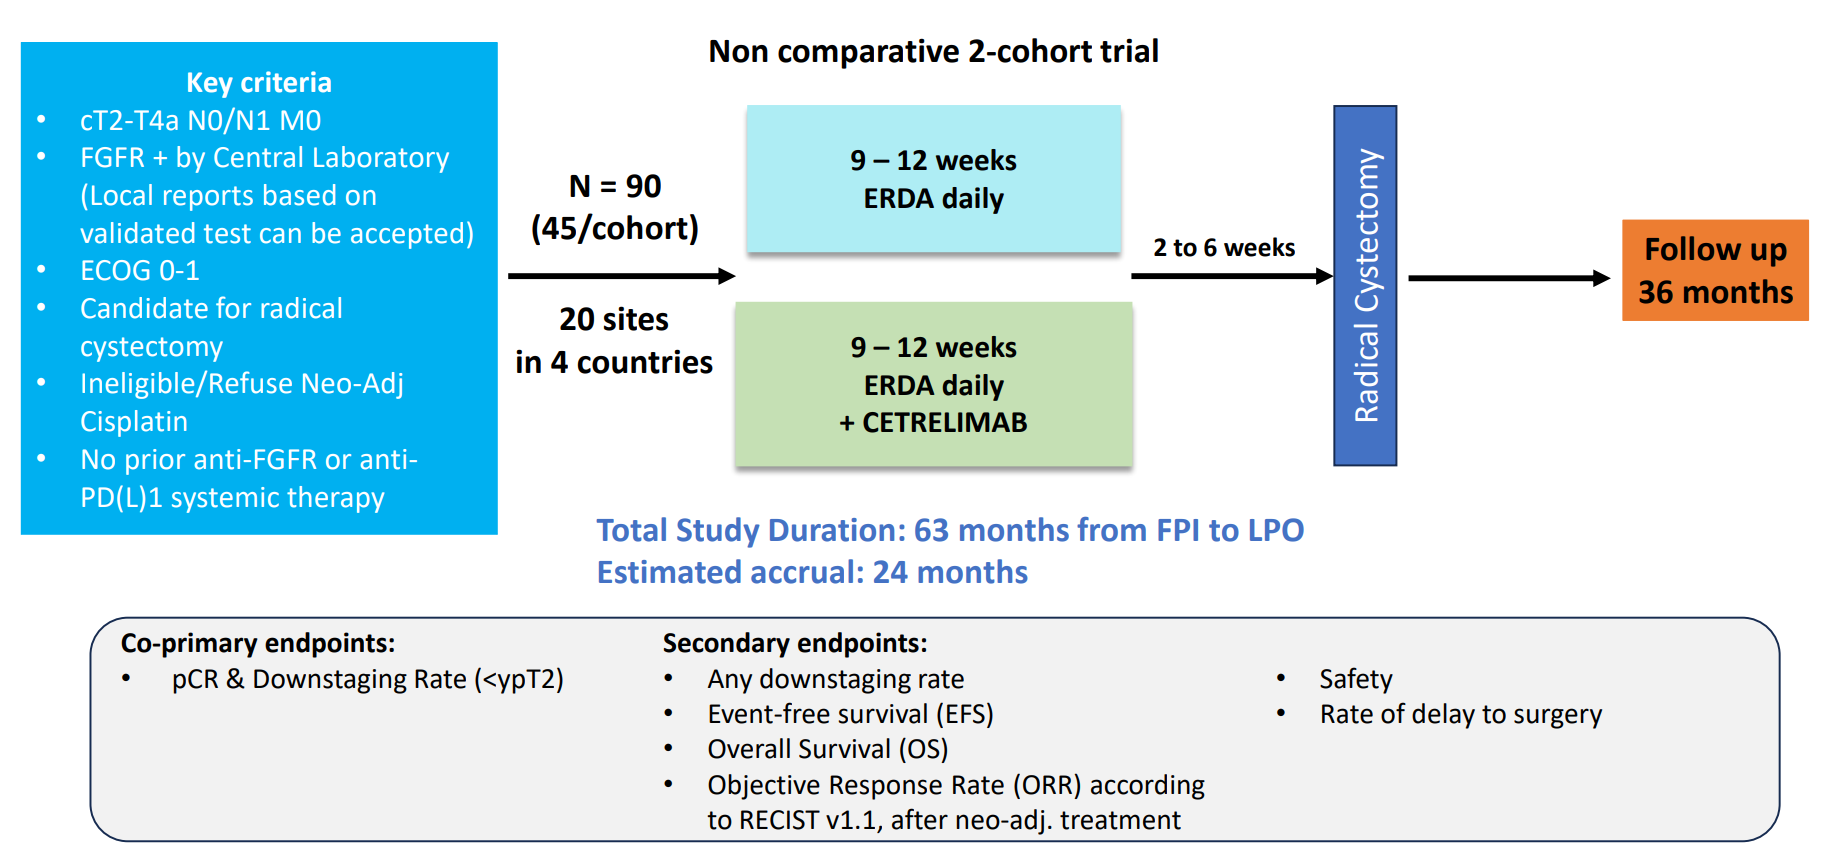 Non comparative 2-cohort trial
Key criteria
• cT2-T4a N0/N1 M0
• FGFR + by Central Laboratory
(Local reports based on
validated test can be accepted)
• ECOG 0-1
• Candidate for radical
cystectomy
• Ineligible/Refuse Neo-Adj
Cisplatin
• No prior anti-FGFR or anti-
PD(L)1 systemic therapy
N = 90
(45/cohort)
20 sites
in 4 countries
9 – 12 weeks
ERDA daily
9 – 12 weeks
ERDA daily
+ CETRELIMAB
2 to 6 weeks
Radical Cystectomy
Follow up
36 months
Total Study Duration: 63 months from FPI to LPO
Estimated accrual: 24 months
Co-primary endpoints:
• pCR & Downstaging Rate (<ypT2)
Secondary endpoints:
• Any downstaging rate
• Event-free survival (EFS)
• Overall Survival (OS)
• Objective Response Rate (ORR) according
to RECIST v1.1, after neo-adj. treatment
• Safety
• Rate of delay to surgery